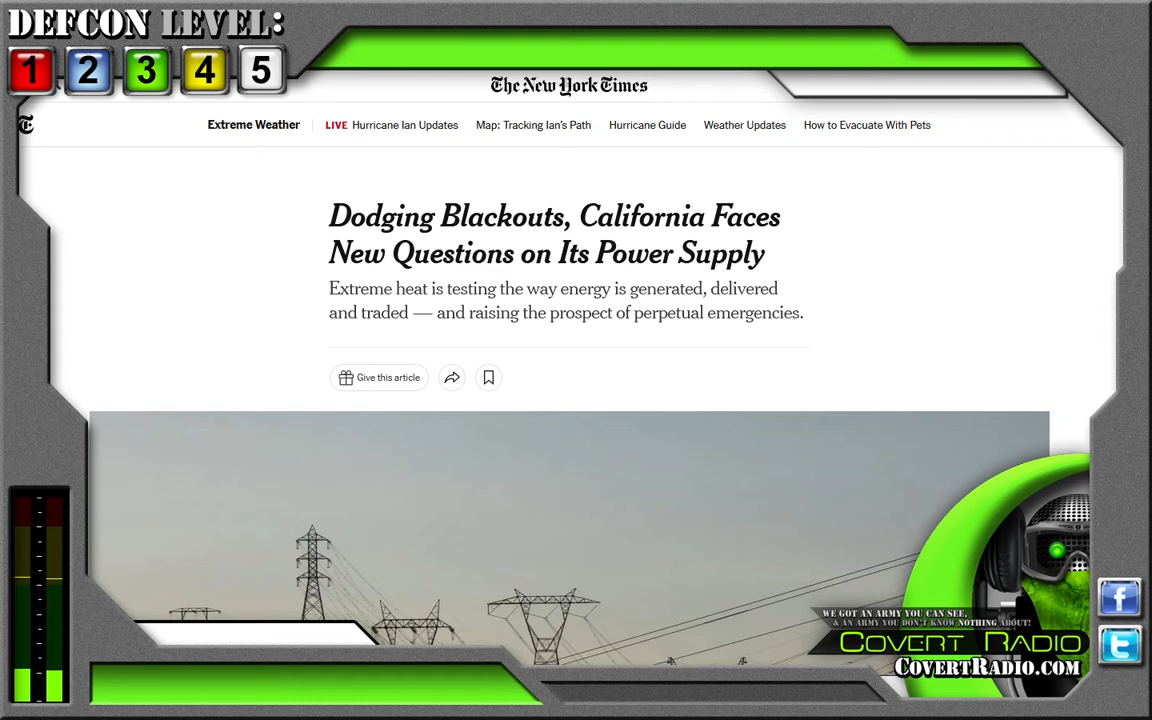 DEFCON LEVEL:
1 2 3 4 5
The New York Times
Extreme Weather LIVE Hurricane Ian Updates Map: Tracking Ian's Path Hurricane Guide Weather Updates How to Evacuate With Pets
Dodging Blackouts, California Faces
New Questions on Its Power Supply
Extreme heat is testing the way energy is generated, delivered
and traded — and raising the prospect of perpetual emergencies.
Give this article
WE GOT AN ARMY YOU CAN SEE,
& AN ARMY YOU DON'T KNOW NOTHING ABOUT!
COVERT RADIO
COVERTRADIO.COM